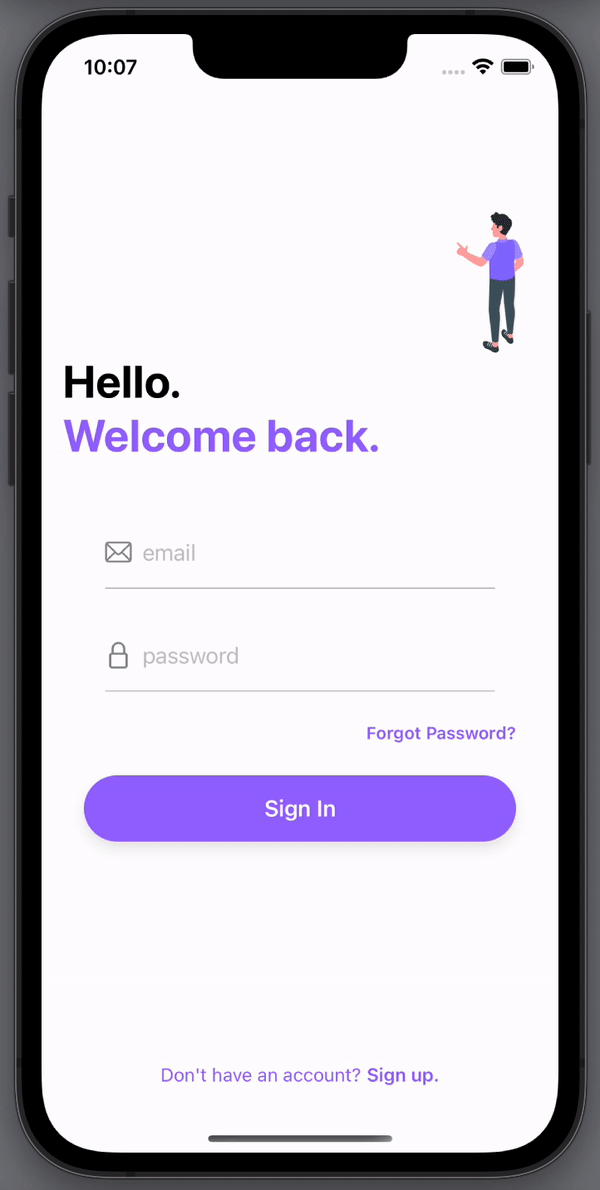 10:07
Hello.
Welcome back.
email
password
Forgot Password?
Sign In
Don't have an account? Sign up.